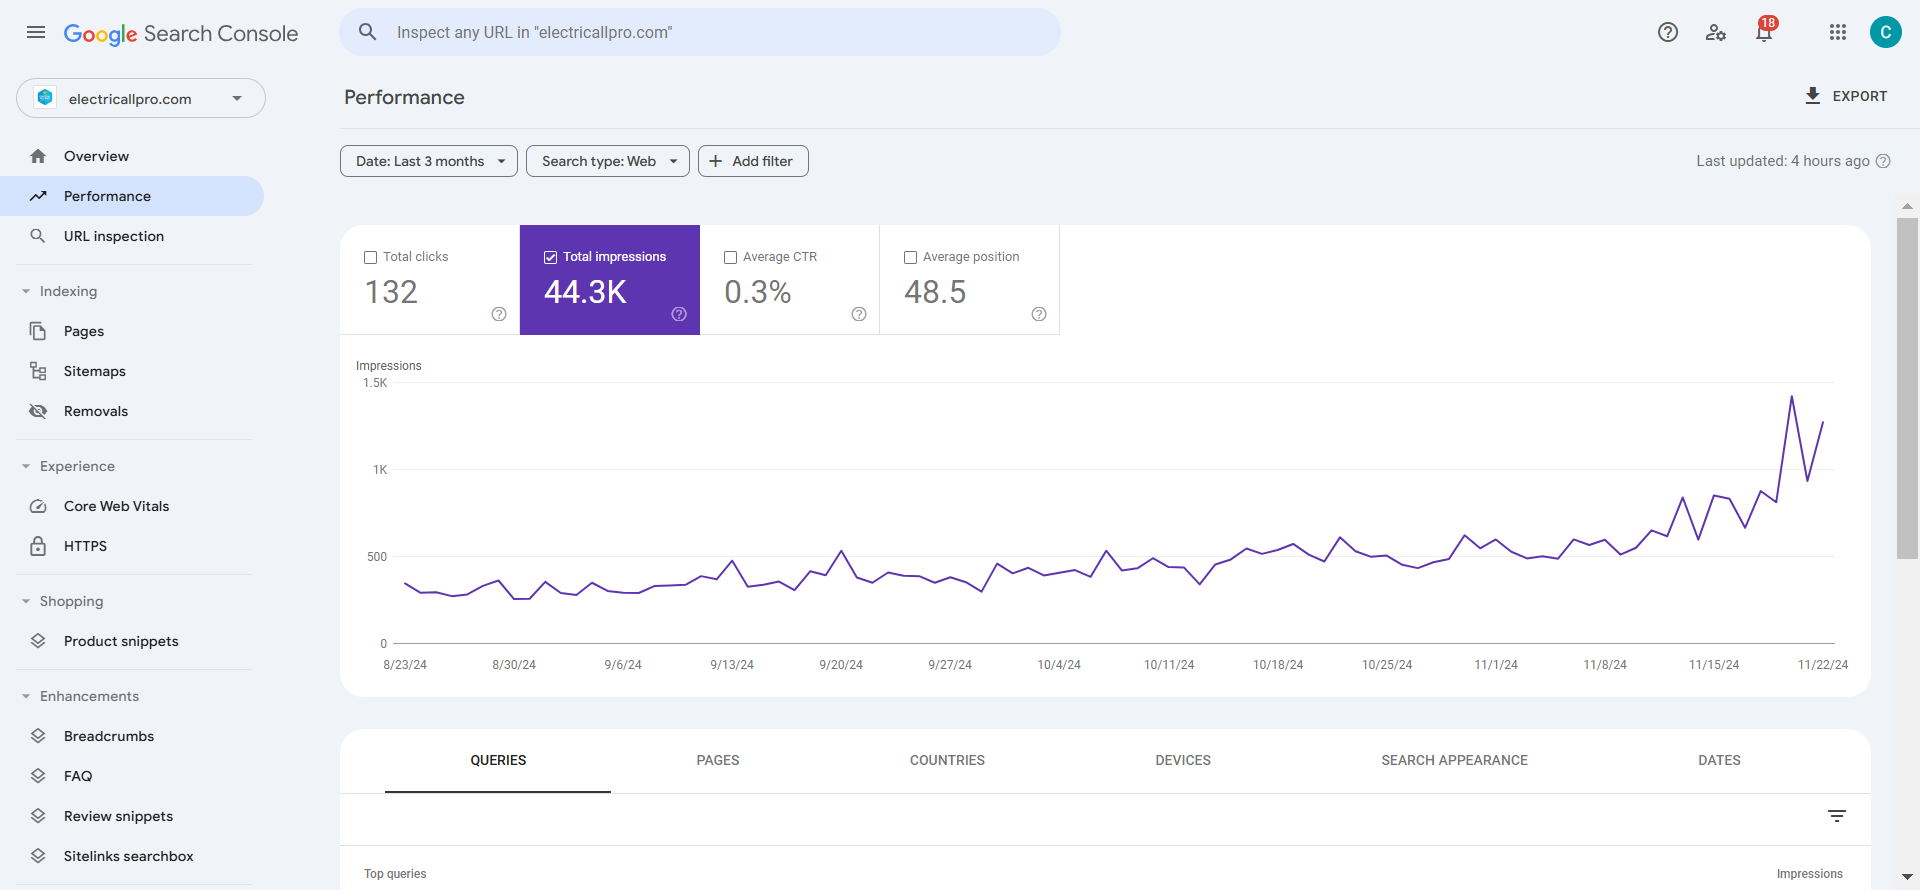 Google Search Console
Inspect any URL in "electricallpro.com"
18
C
electricallpro.com
Performance
EXPORT
Overview
Performance
URL inspection
Indexing
Pages
Sitemaps
Removals
Experience
Core Web Vitals
HTTPS
Shopping
Product snippets
Enhancements
Breadcrumbs
FAQ
Review snippets
Sitelinks searchbox
Date: Last 3 months
Search type: Web
Add filter
Last updated: 4 hours ago
Total clicks
132
Total impressions
44.3K
Average CTR
0.3%
Average position
48.5
Impressions
1.5K
1K
500
0
8/23/24
8/30/24
9/6/24
9/13/24
9/20/24
9/27/24
10/4/24
10/11/24
10/18/24
10/25/24
11/1/24
11/8/24
11/15/24
11/22/24
QUERIES
PAGES
COUNTRIES
DEVICES
SEARCH APPEARANCE
DATES
Top queries
Impressions